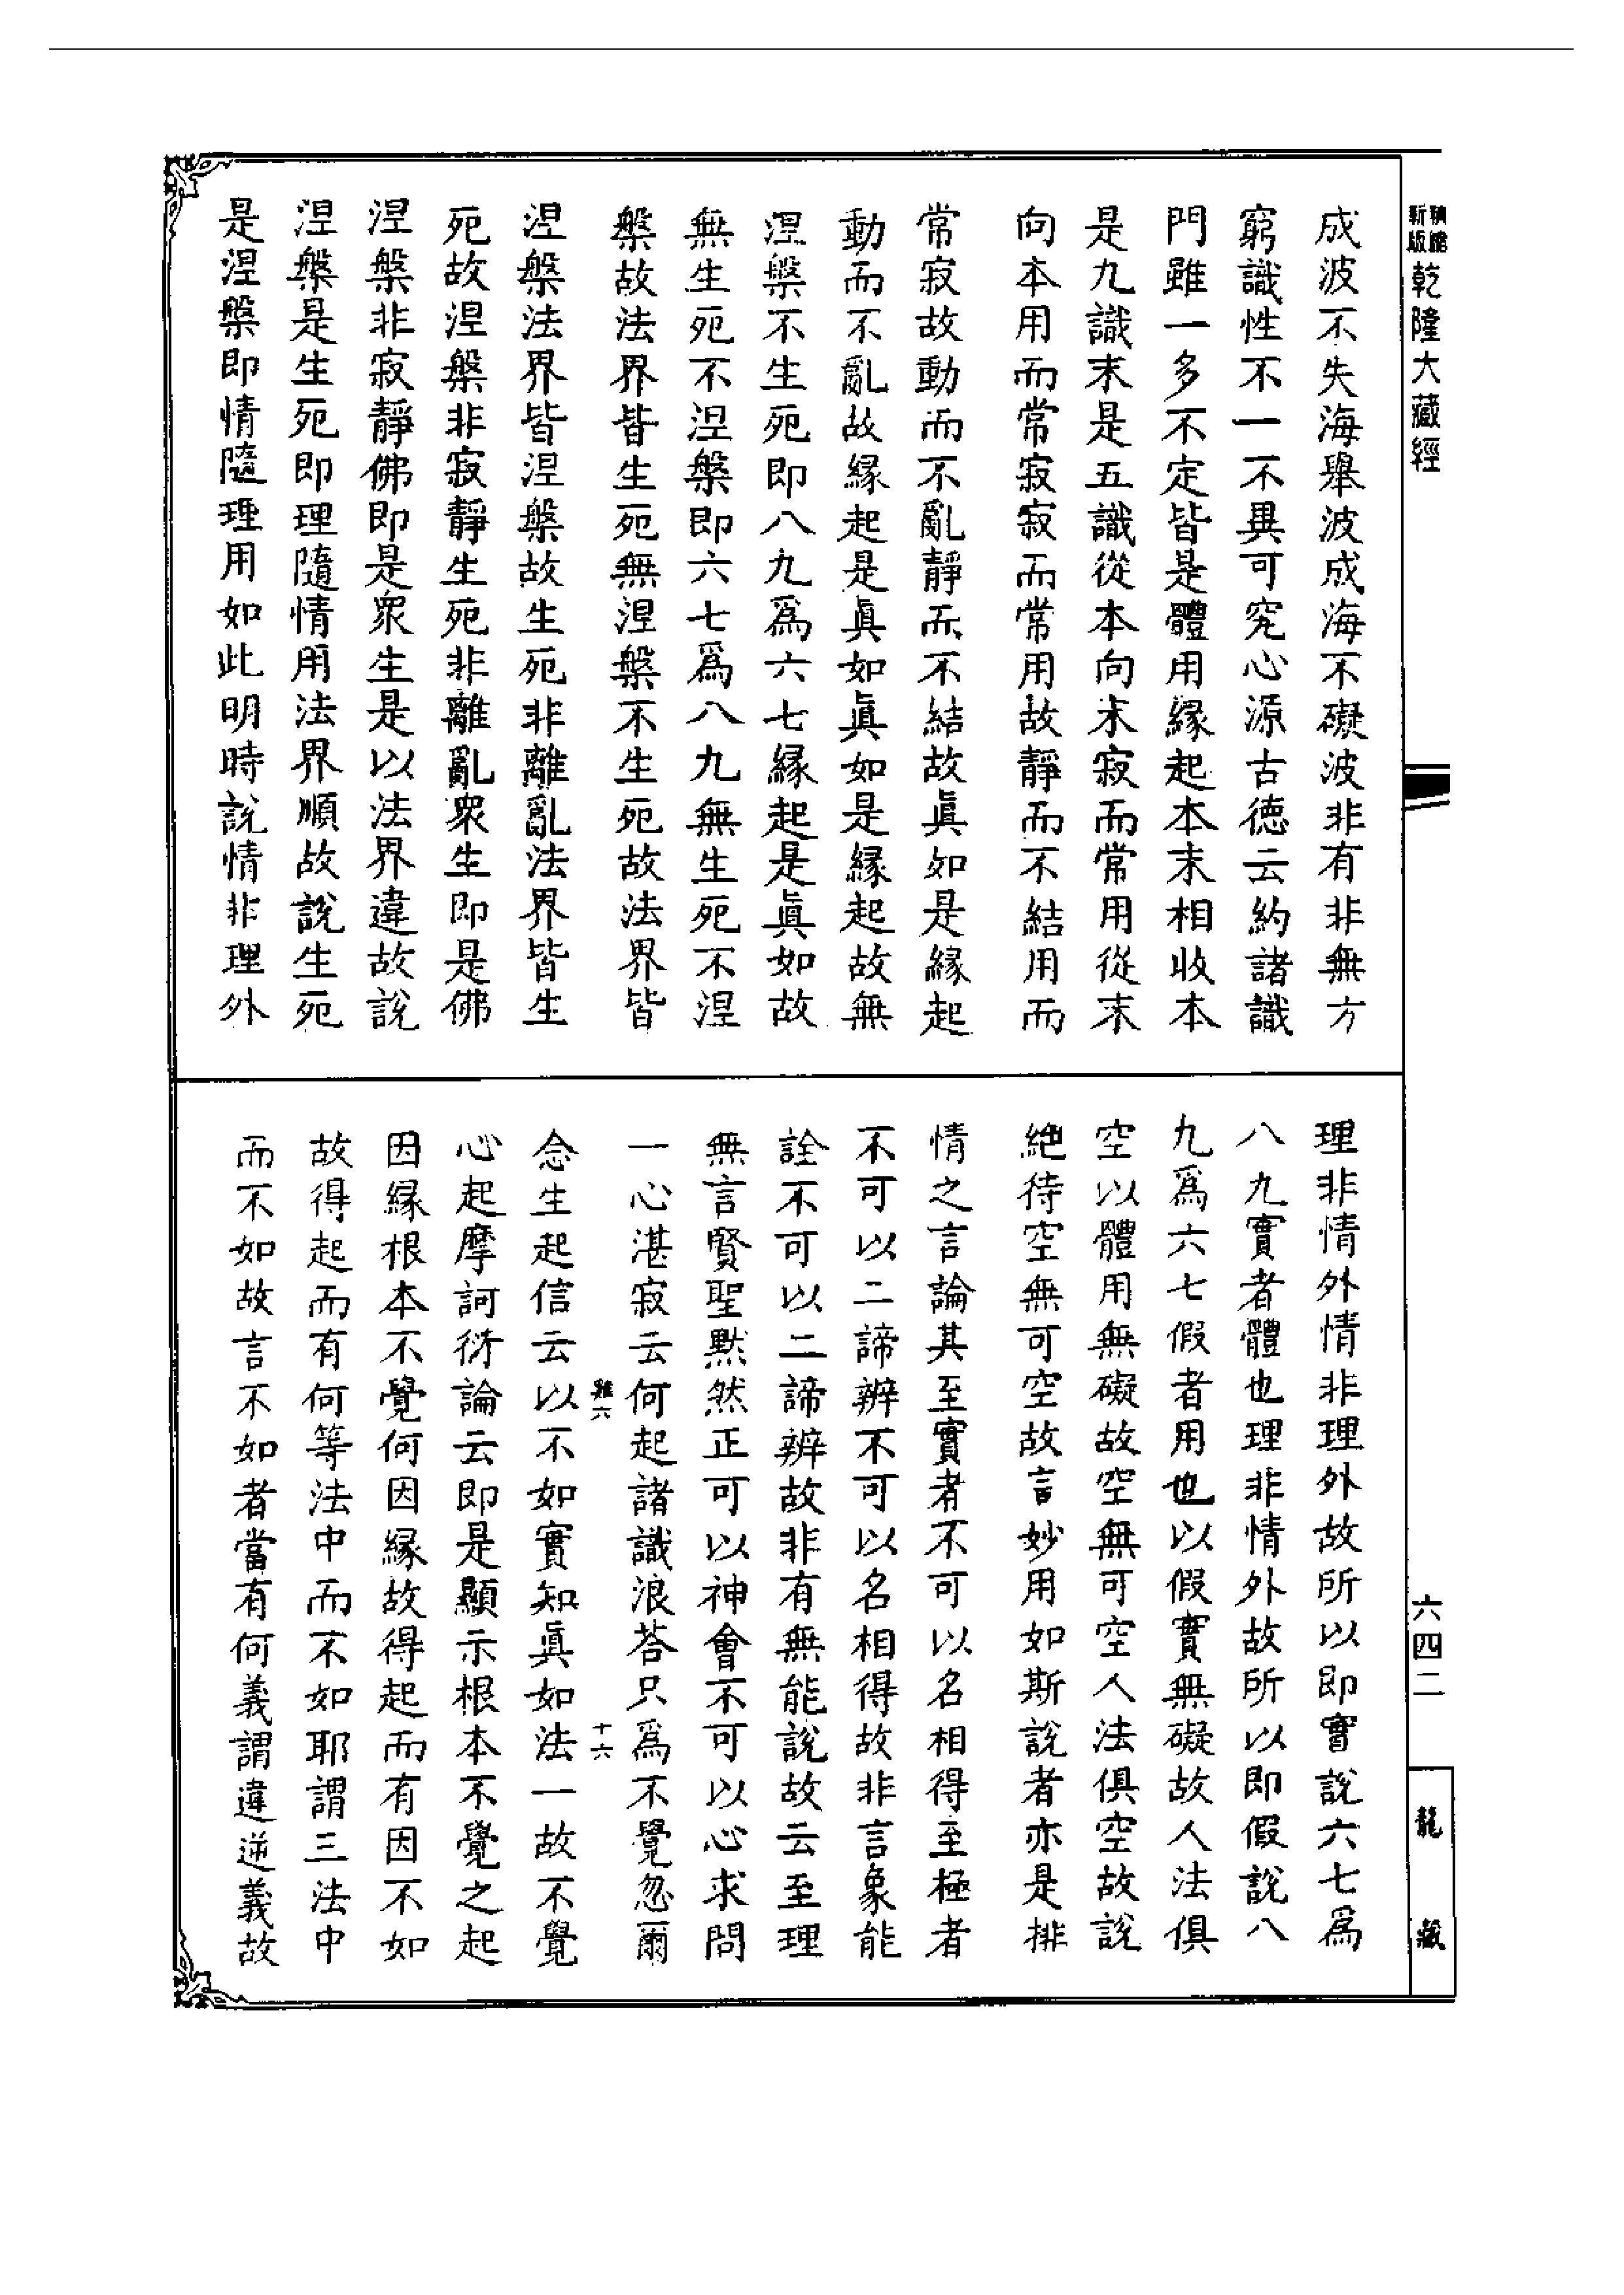 新版
乾隆大藏經
成波不失海舉波成海不礙波非有非無方
窮識性不一不異可究心源古德云約諸識
門雖一多不定皆是體用緣起本末相收本
是九識末是五識從本向末寂而常用從末
向本用而常寂寂而常用故靜而不結用而
常寂故動而不亂靜而不結故眞如是緣起
動而不亂故緣起是眞如眞如是緣起故無
涅槃不生死即八九爲六七緣起是眞如故
無生死不涅槃即六七爲八九無生死不涅
槃故法界皆生死無涅槃不生死故法界皆
涅槃法界皆涅槃故生死非離亂法界皆生
死故涅槃非寂靜生死非離亂衆生即是佛
涅槃非寂靜佛即是衆生是以法界違故說
涅槃是生死即理隨情用法界順故說生死
是涅槃即情隨理用如此明時說情非理外
理非情外情非理外故所以即實說六七爲
八九實者體也理非情外故所以即假說八
九爲六七假者用也以假實無礙故人法俱
空以體用無礙故空無可空人法俱空故說
絕待空無可空故言妙用如斯說者亦是排
情之言論其至實者不可以名相得至極者
不可以二諦辨不可以名相得故非言象能
詮不可以二諦辨故非有無能說故云至理
無言賢聖默然正可以神會不可以心求問
一心湛寂云何起諸識浪荅只爲不覺忽爾
六
十六
念生起信云以不如實知眞如法一故不覺
心起摩訶衍論云即是顯示根本不覺之起
因緣根本不覺何因緣故得起而有因不如
故得起而有何等法中而不如耶謂三法中
而不如故言不如者當有何義謂違逆義故
六四二
龍藏